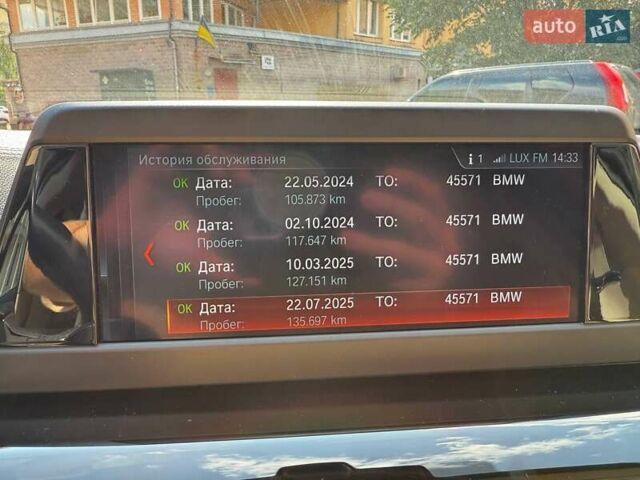 auto RIA
История обслуживания i 1 LUX FM 14:33
OK Дата: 22.05.2024 ТО: 45571 BMW
Пробег: 105.873 km
OK Дата: 02.10.2024 ТО: 45571 BMW
Пробег: 117.647 km
OK Дата: 10.03.2025 ТО: 45571 BMW
Пробег: 127.151 km
OK Дата: 22.07.2025 ТО: 45571 BMW
Пробег: 135.697 km